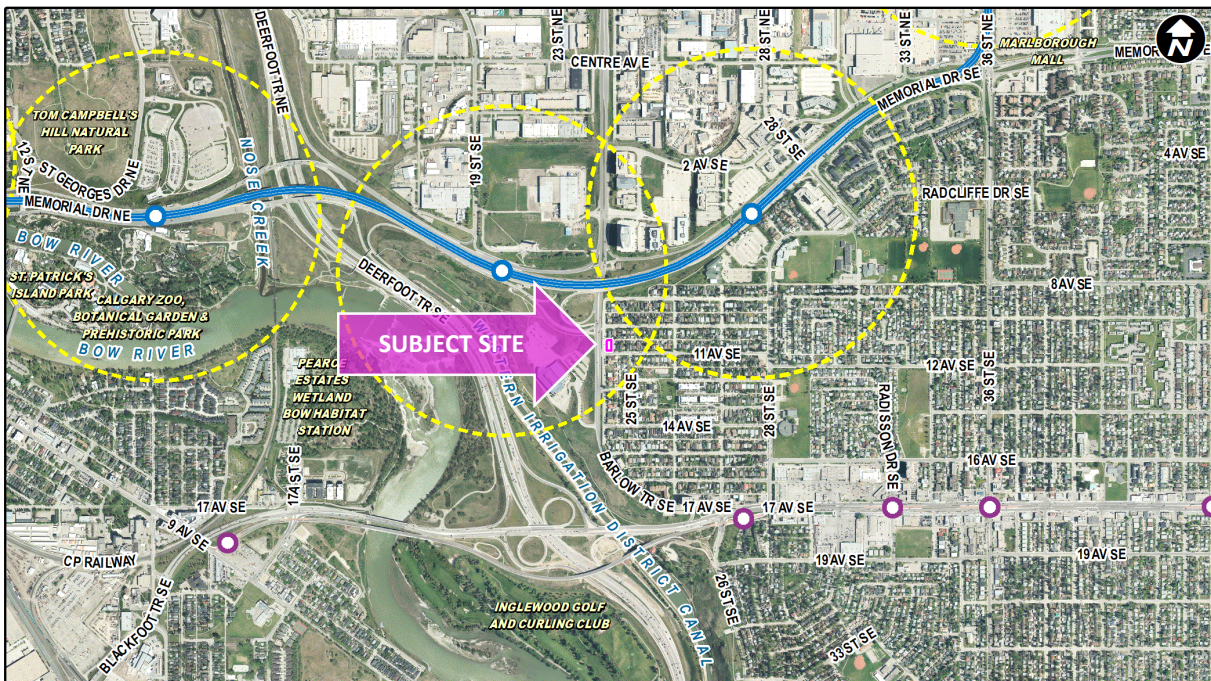 DEERFOOT TR NE
23 ST NE
28 ST NE
33 ST NE
36 ST NE
CENTRE AV E
MARLBOROUGH
MALL
N
MEMORIAL DR SE
TOM CAMPBELL'S
HILL NATURAL
PARK
12 ST NE
ST GEORGES DR NE
MEMORIAL DR NE
NOSE CREEK
DEERFOOT TR NE
19 ST SE
28 ST SE
2 AV SE
4 AV SE
RADCLIFFE DR SE
BOW RIVER
ST. PATRICK'S
ISLAND PARK
CALGARY ZOO,
BOTANICAL GARDEN &
PREHISTORIC PARK
BOW RIVER
DEERFOOT TR SE
8 AV SE
SUBJECT SITE
11 AV SE
12 AV SE
36 ST SE
PEARCE
ESTATES
WETLAND
BOW HABITAT
STATION
25 ST SE
14 AV SE
28 ST SE
RADISSON DR SE
16 AV SE
WESTERN IRRIGATION DISTRICT CANAL
BARLOW TR SE
17A ST SE
17 AV SE
17 AV SE
17 AV SE
9 AV SE
CP RAILWAY
BLACKFOOT TR SE
19 AV SE
19 AV SE
26 ST SE
INGLEWOOD GOLF
AND CURLING CLUB
33 ST SE